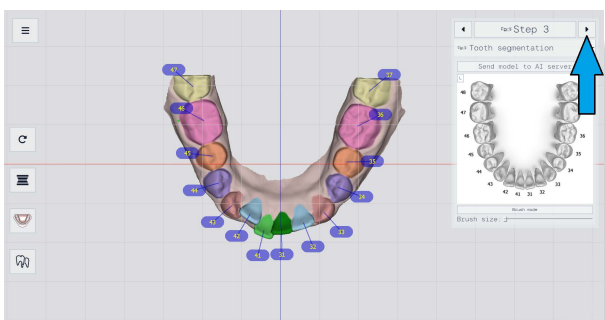 Step 3
Tooth segmentation
Send model to AI server
48
47
46 36
45 35
44 34
43 33
42 41 31 32
Brush mode
Brush size:
47 37
46 36
45 35
44 34
43 33
42 32
41 31